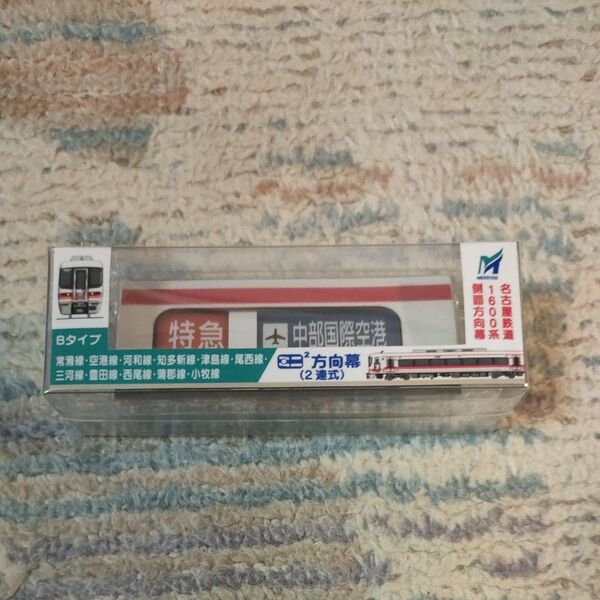 特急
中部国際空港
Bタイプ
常滑線・空港線・河和線・知多新線・津島線・尾西線・
三河線・豊田線・西尾線・蒲郡線・小牧線
2方向幕
(2連式)
MEITETSU
名古屋鉄道
1600系
側面方向幕